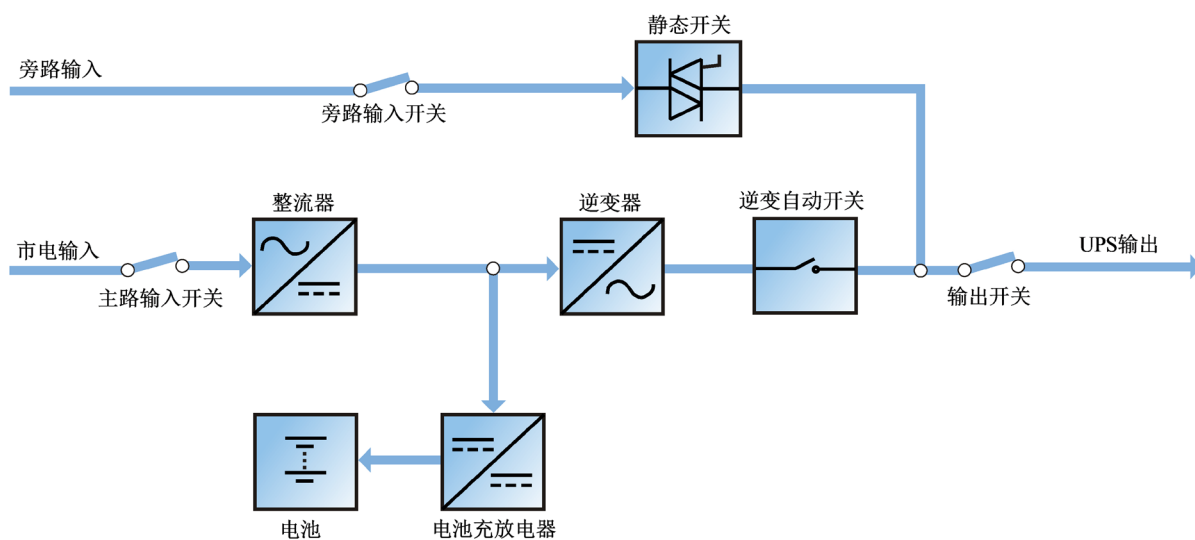 静态开关
旁路输入
旁路输入开关
整流器
逆变器
逆变自动开关
市电输入
UPS输出
主路输入开关
输出开关
电池
电池充放电器